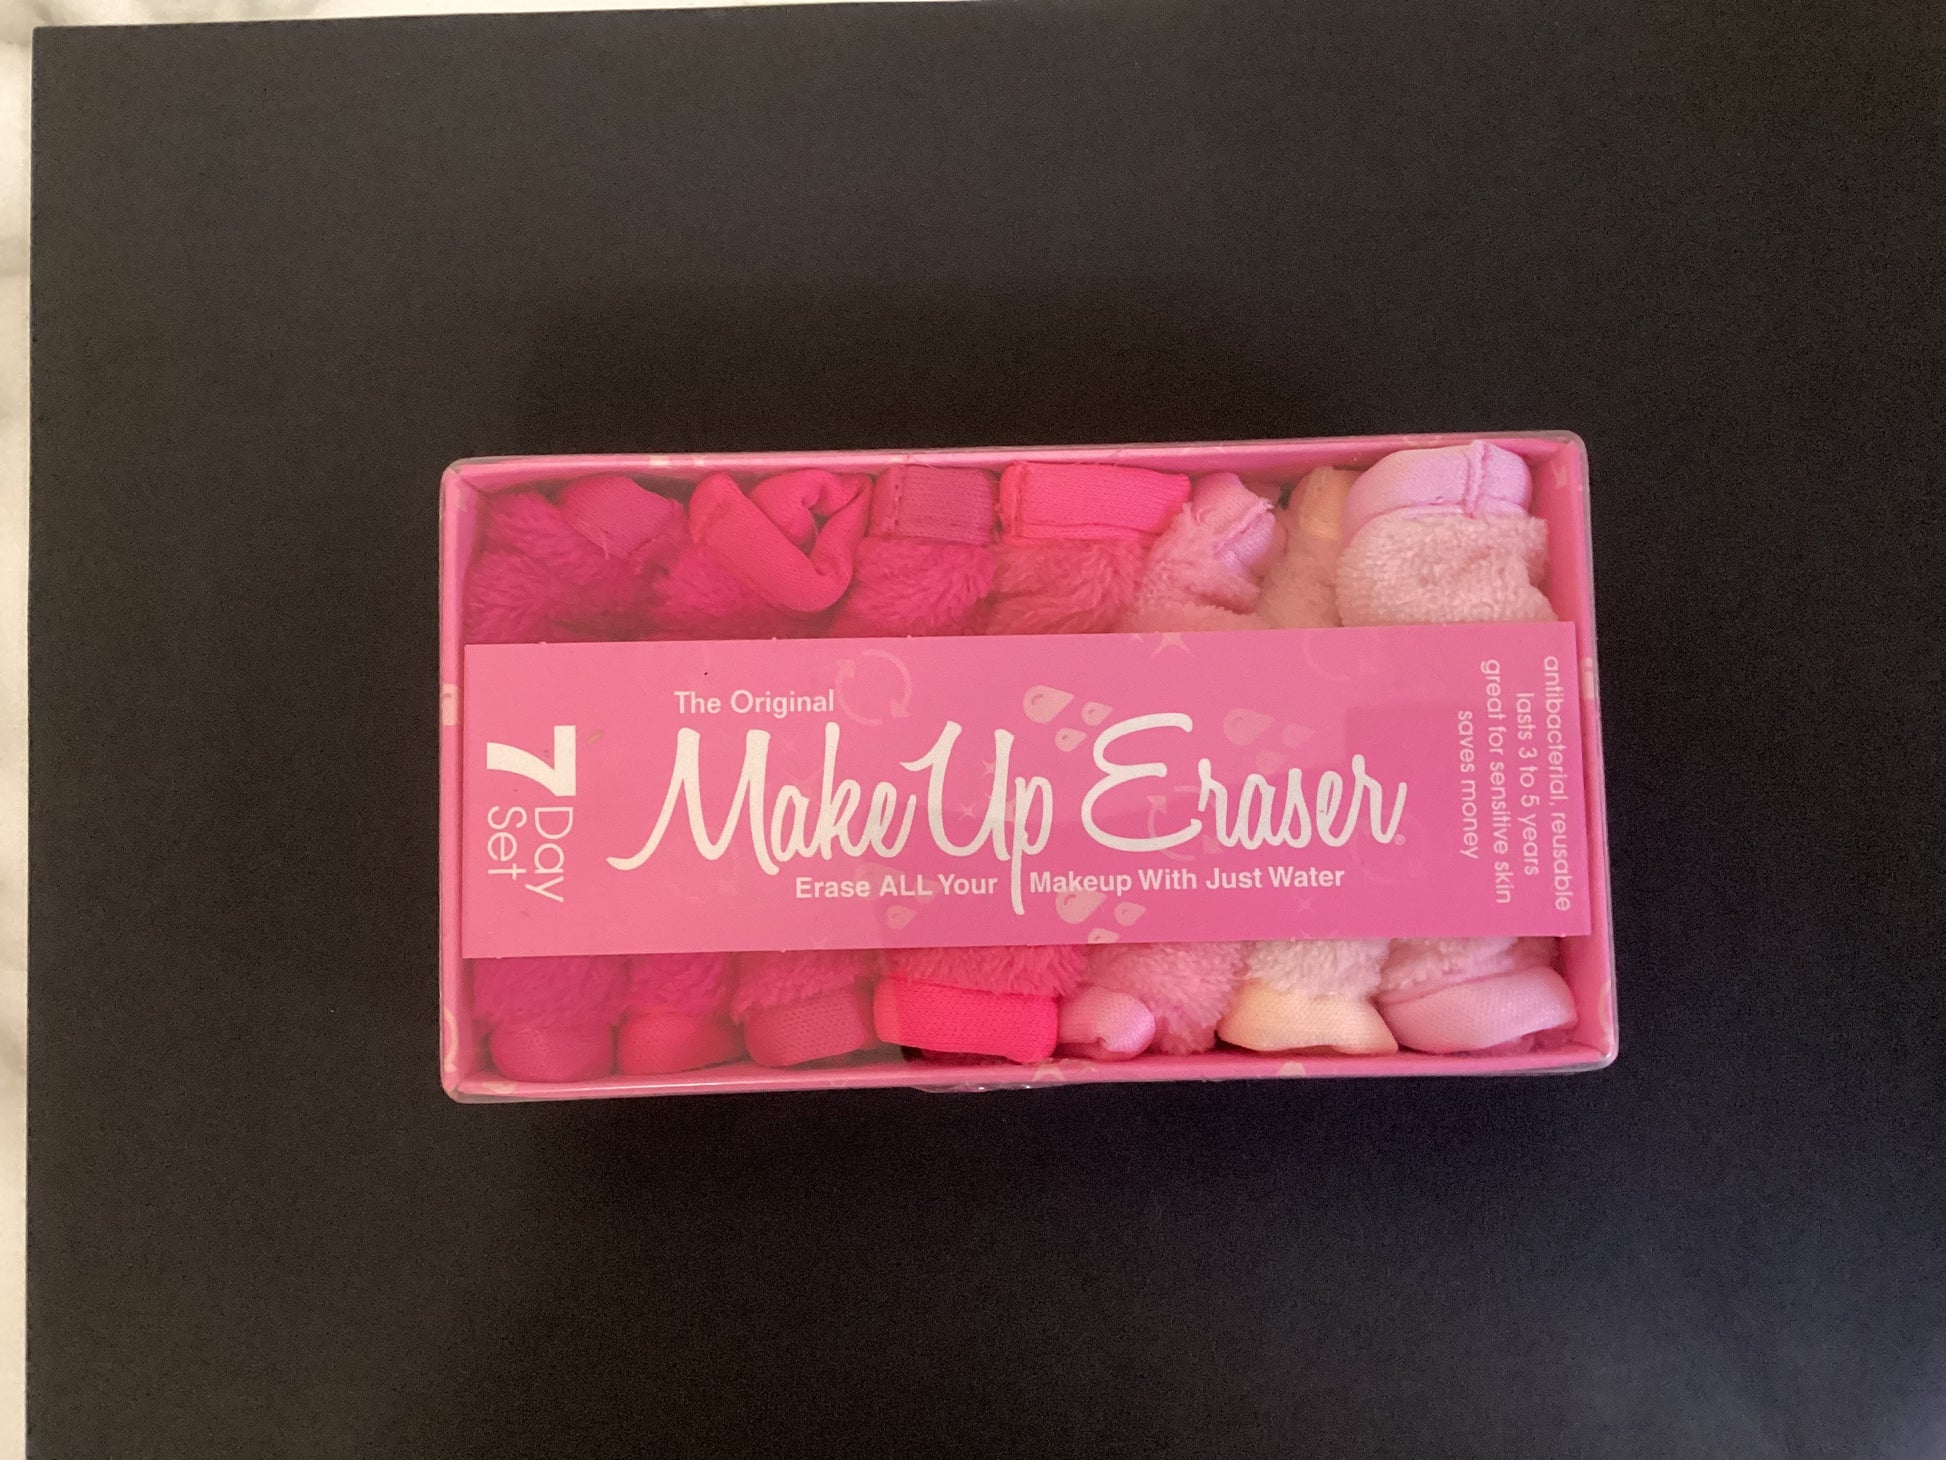 7 Day
Set
The Original
MakeUp Eraser®
Erase ALL Your Makeup With Just Water
antibacterial, reusable
lasts 3 to 5 years
great for sensitive skin
saves money